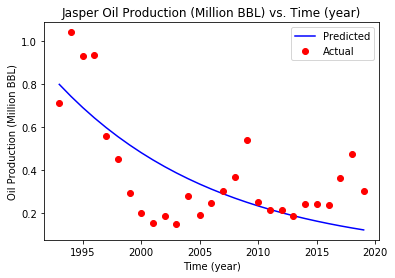 Jasper Oil Production (Million BBL) vs. Time (year)
Predicted
Actual
Oil Production (Million BBL)
1.0
0.8
0.6
0.4
0.2
1995 2000 2005 2010 2015 2020
Time (year)